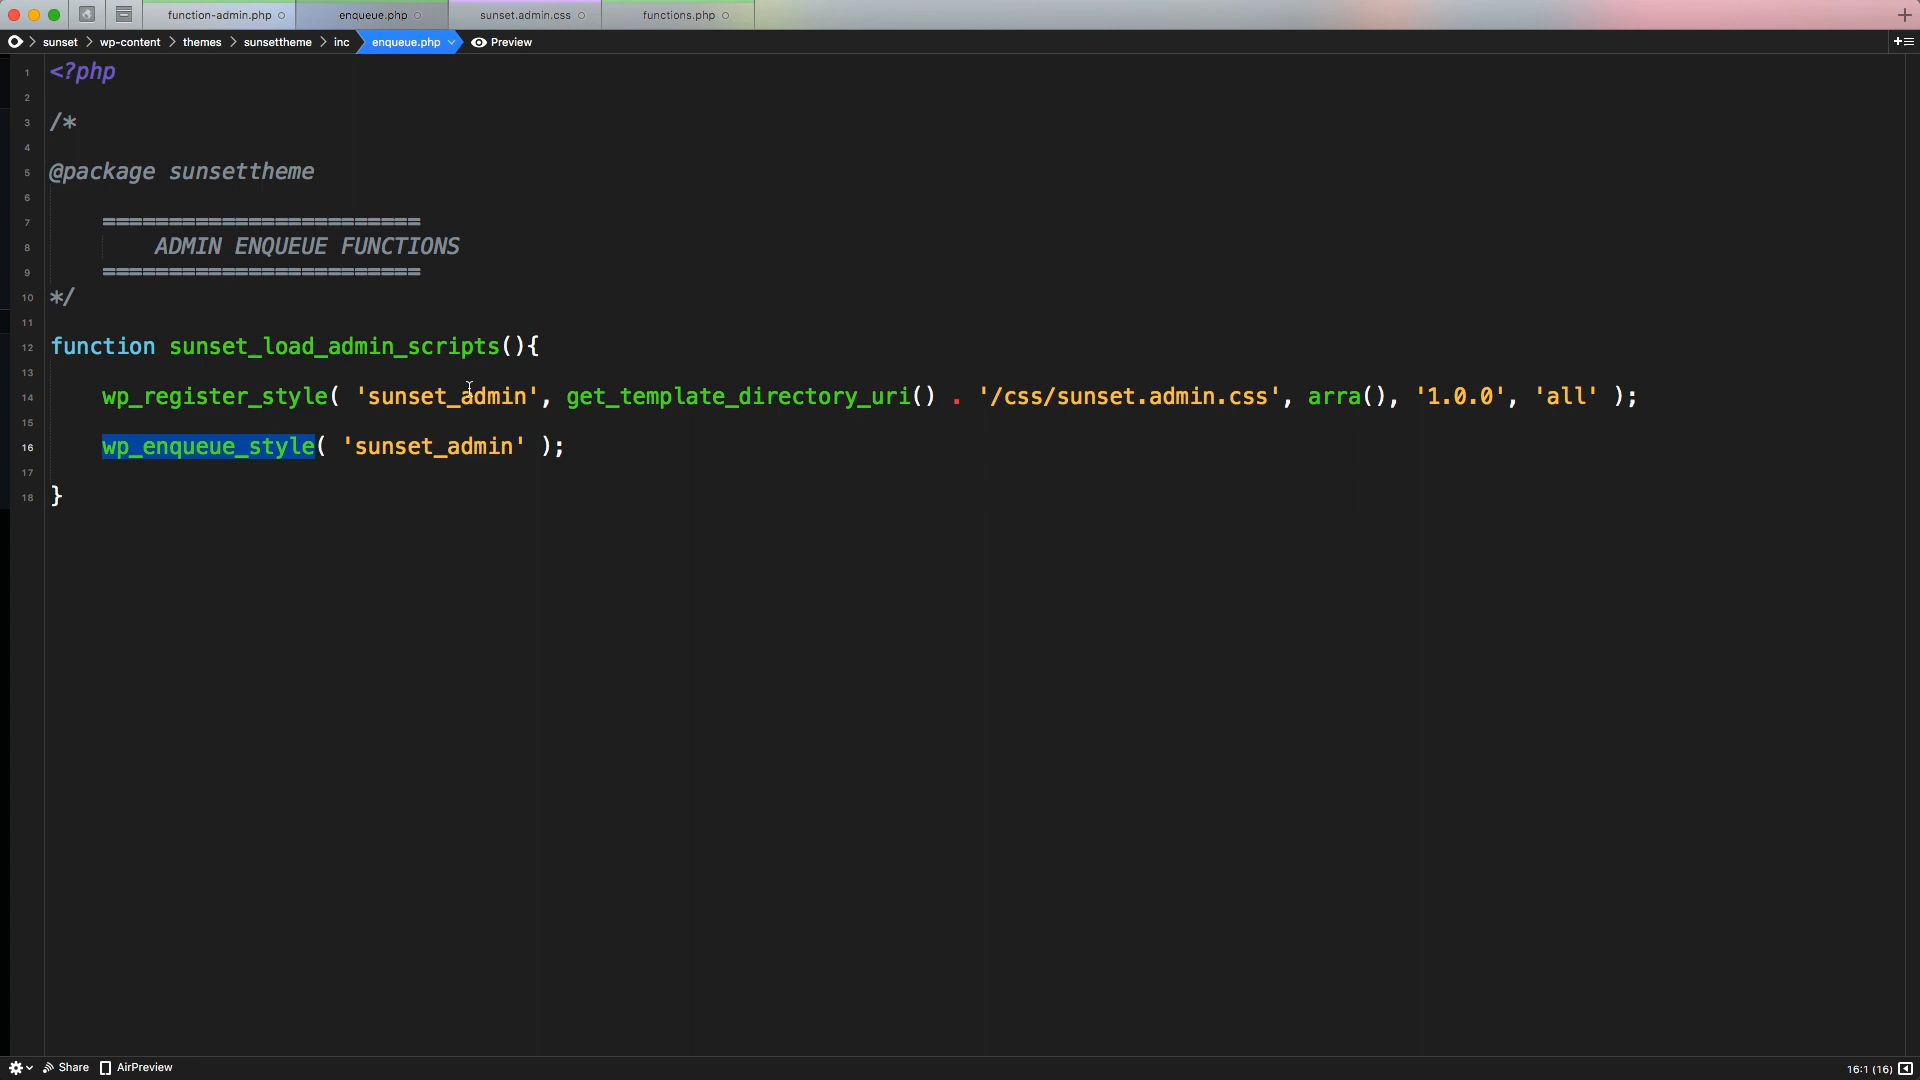 function-admin.php
enqueue.php
sunset.admin.css
functions.php
sunset > wp-content > themes > sunsettheme > inc > enqueue.php Preview
1 <?php
2
3 /*
4
5 @package sunsettheme
6
7 ========================
8 ADMIN ENQUEUE FUNCTIONS
9 ========================
10 */
11
12 function sunset_load_admin_scripts(){
13
14 wp_register_style( 'sunset_admin', get_template_directory_uri() . '/css/sunset.admin.css', arra(), '1.0.0', 'all' );
15
16 wp_enqueue_style( 'sunset_admin' );
17
18 }
Share AirPreview 16:1 (16)